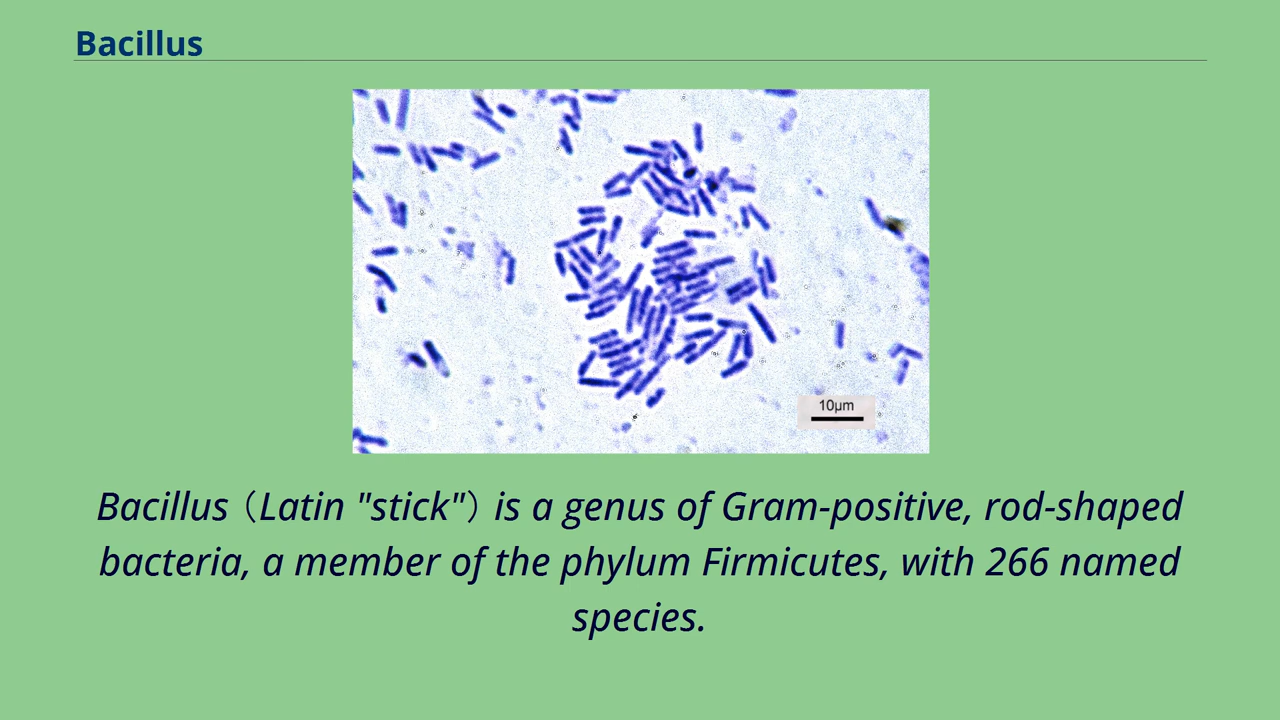 Bacillus
10µm
Bacillus（Latin "stick"）is a genus of Gram-positive, rod-shaped
bacteria, a member of the phylum Firmicutes, with 266 named
species.